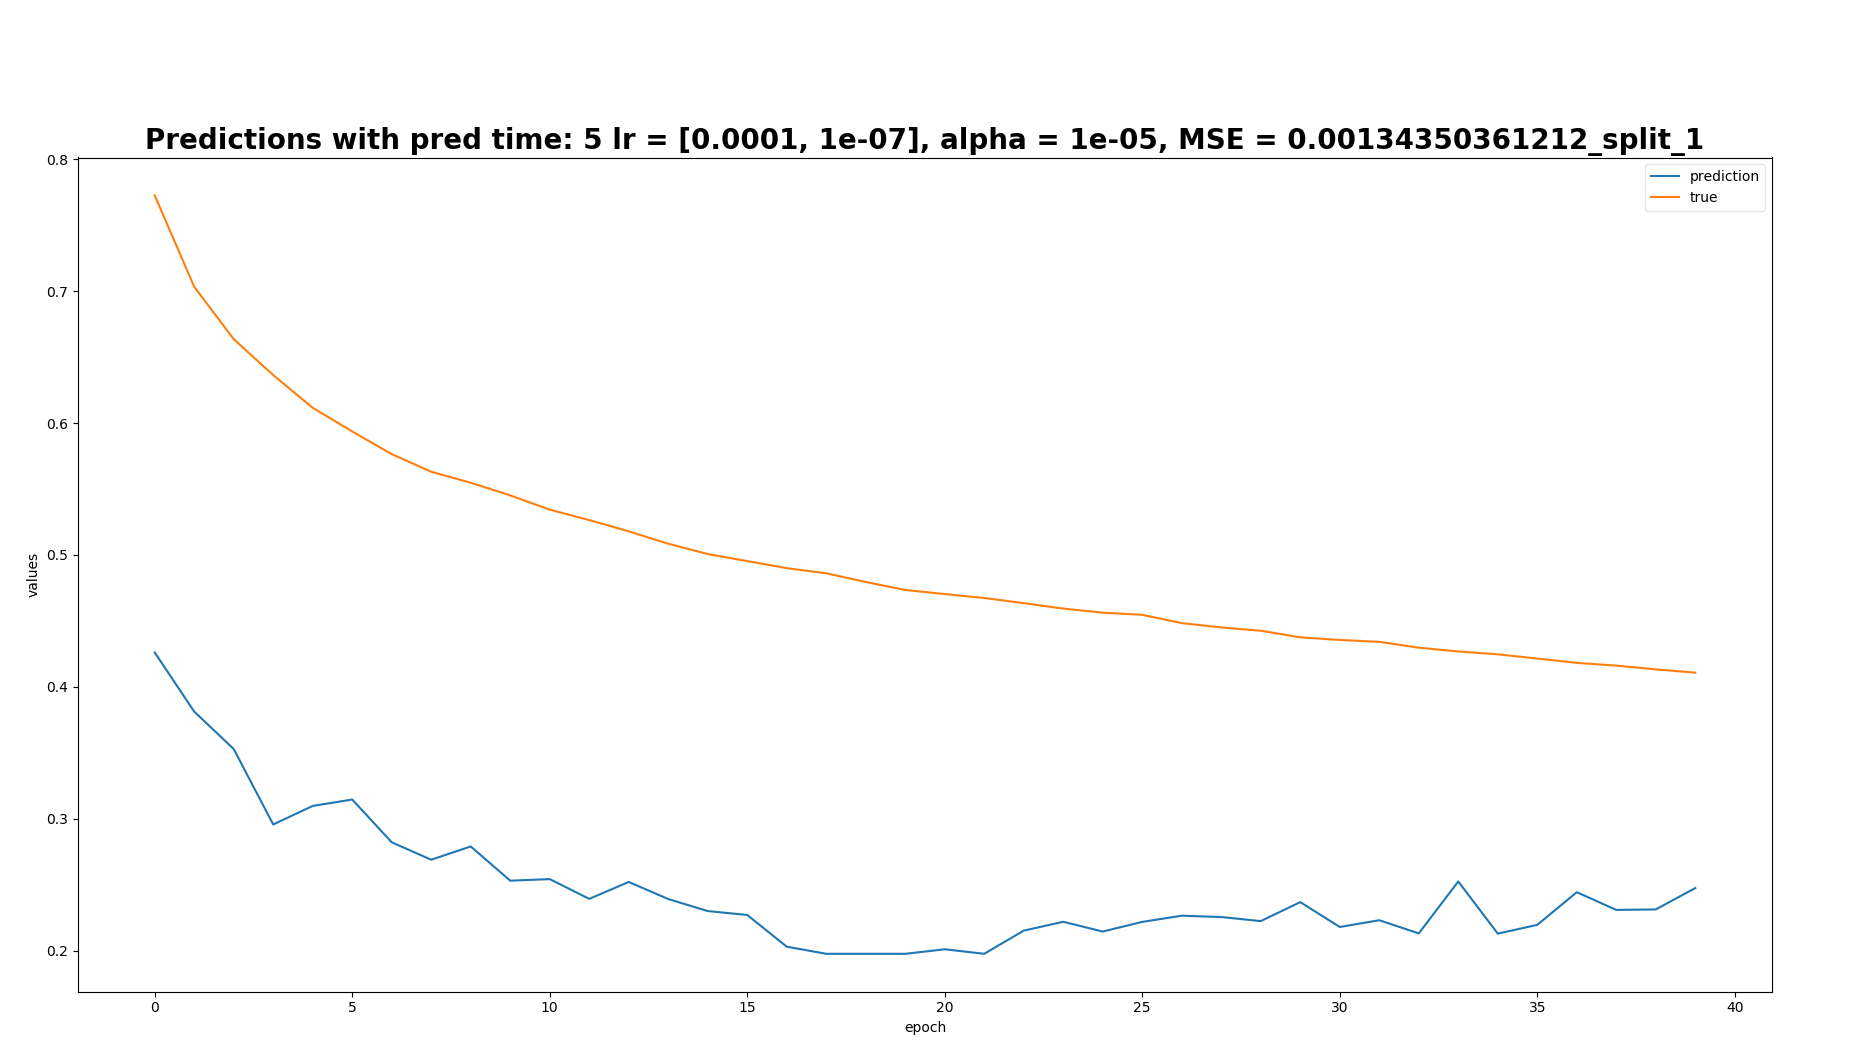 Predictions with pred time: 5 lr = [0.0001, 1e-07], alpha = 1e-05, MSE = 0.00134350361212_split_1
prediction
true
values
0.8
0.7
0.6
0.5
0.4
0.3
0.2
0 5 10 15 20 25 30 35 40
epoch